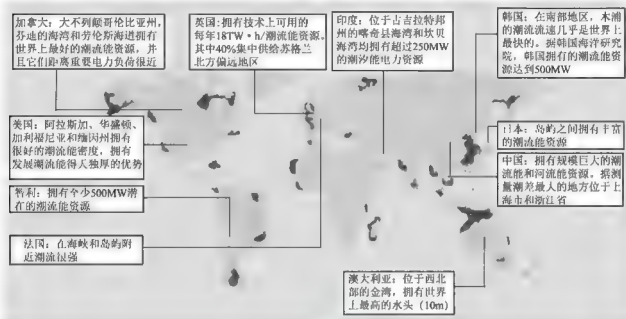 加拿大：大不列颠哥伦比亚州，
芬迪的海湾和劳伦斯海道拥有
世界上最好的潮流能资源，并
且它们距离重要电力负荷很近
英国：拥有技术上可用的
每年18TW·h/潮流能资源。
其中40%集中供给苏格兰
北方偏远地区
印度：位于古吉拉特邦
州的喀奇县海湾和坎贝
海湾均拥有超过250MW
的潮汐能电力资源
韩国：在南部地区，木浦
的潮流流速几乎是世界上
最快的。据韩国海洋研究
院，韩国拥有的潮流能资
源达到500MW
美国：阿拉斯加、华盛顿、
加利福尼亚和缅因州拥有
很好的潮流能密度，拥有
发展潮流能得天独厚的优势
日本：岛屿之间拥有丰富
的潮流能资源
中国：拥有规模巨大的潮
流能和河流能资源，据测
量潮差最大的地方位于上
海市和浙江省
智利：拥有至少500MW潜
在的潮流能资源
法国：在海峡和岛屿附
近潮流很强
澳大利亚：位于西北
部的金湾，拥有世界
上最高的水头（10m）